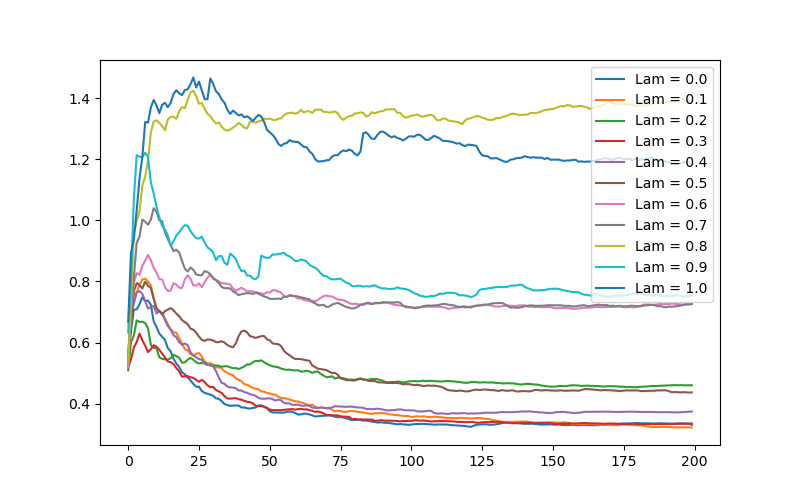 1.4
1.2
1.0
0.8
0.6
0.4
0
25
50
75
100
125
150
175
200
Lam = 0.0
Lam = 0.1
Lam = 0.2
Lam = 0.3
Lam = 0.4
Lam = 0.5
Lam = 0.6
Lam = 0.7
Lam = 0.8
Lam = 0.9
Lam = 1.0